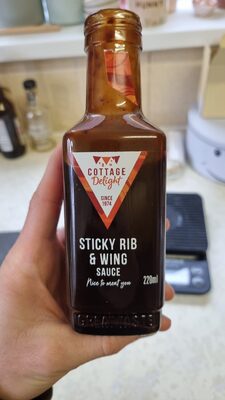 COTTAGE
Delight
SINCE
1974
STICKY RIB
& WING
SAUCE
Nice to meat you
220ml